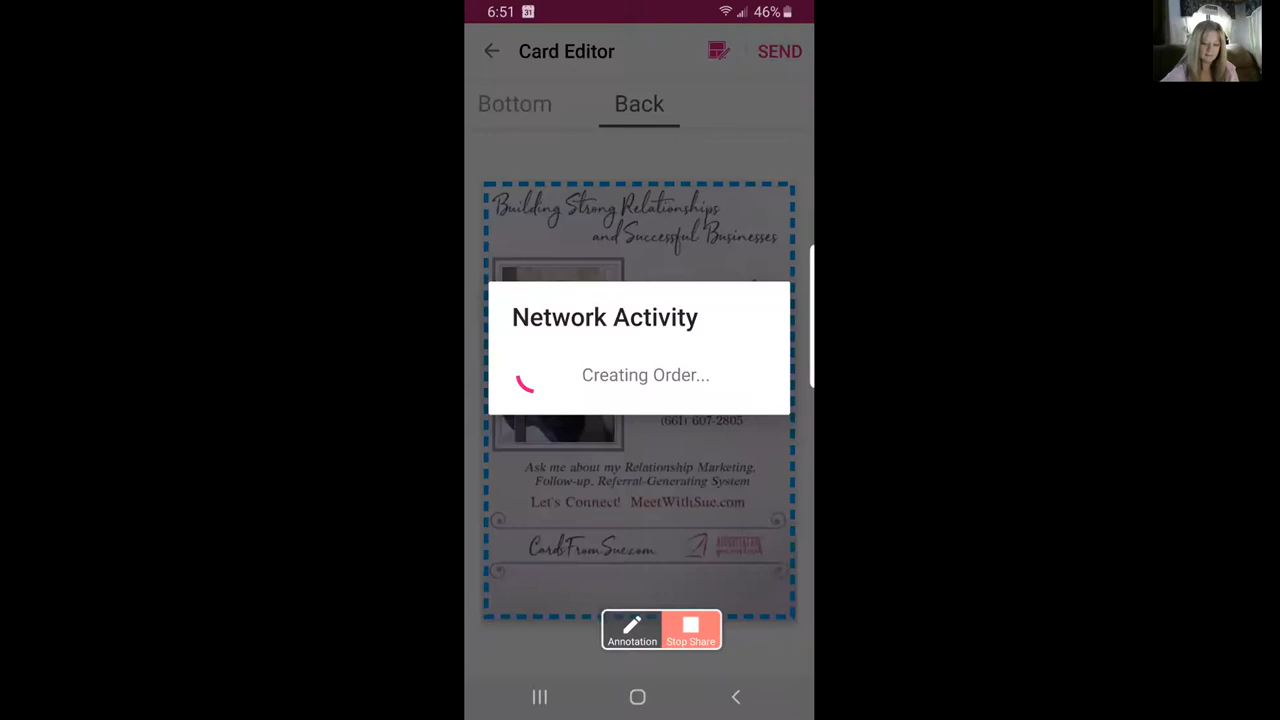 6:51 31 46%
Card Editor SEND
Bottom Back
Building Strong Relationships
and Successful Businesses
Network Activity
Creating Order...
(661) 607-2805
Ask me about my Relationship Marketing,
Follow-up, Referral-Generating System
Let's Connect! MeetWithSue.com
CardsFromSue.com
Annotation Stop Share